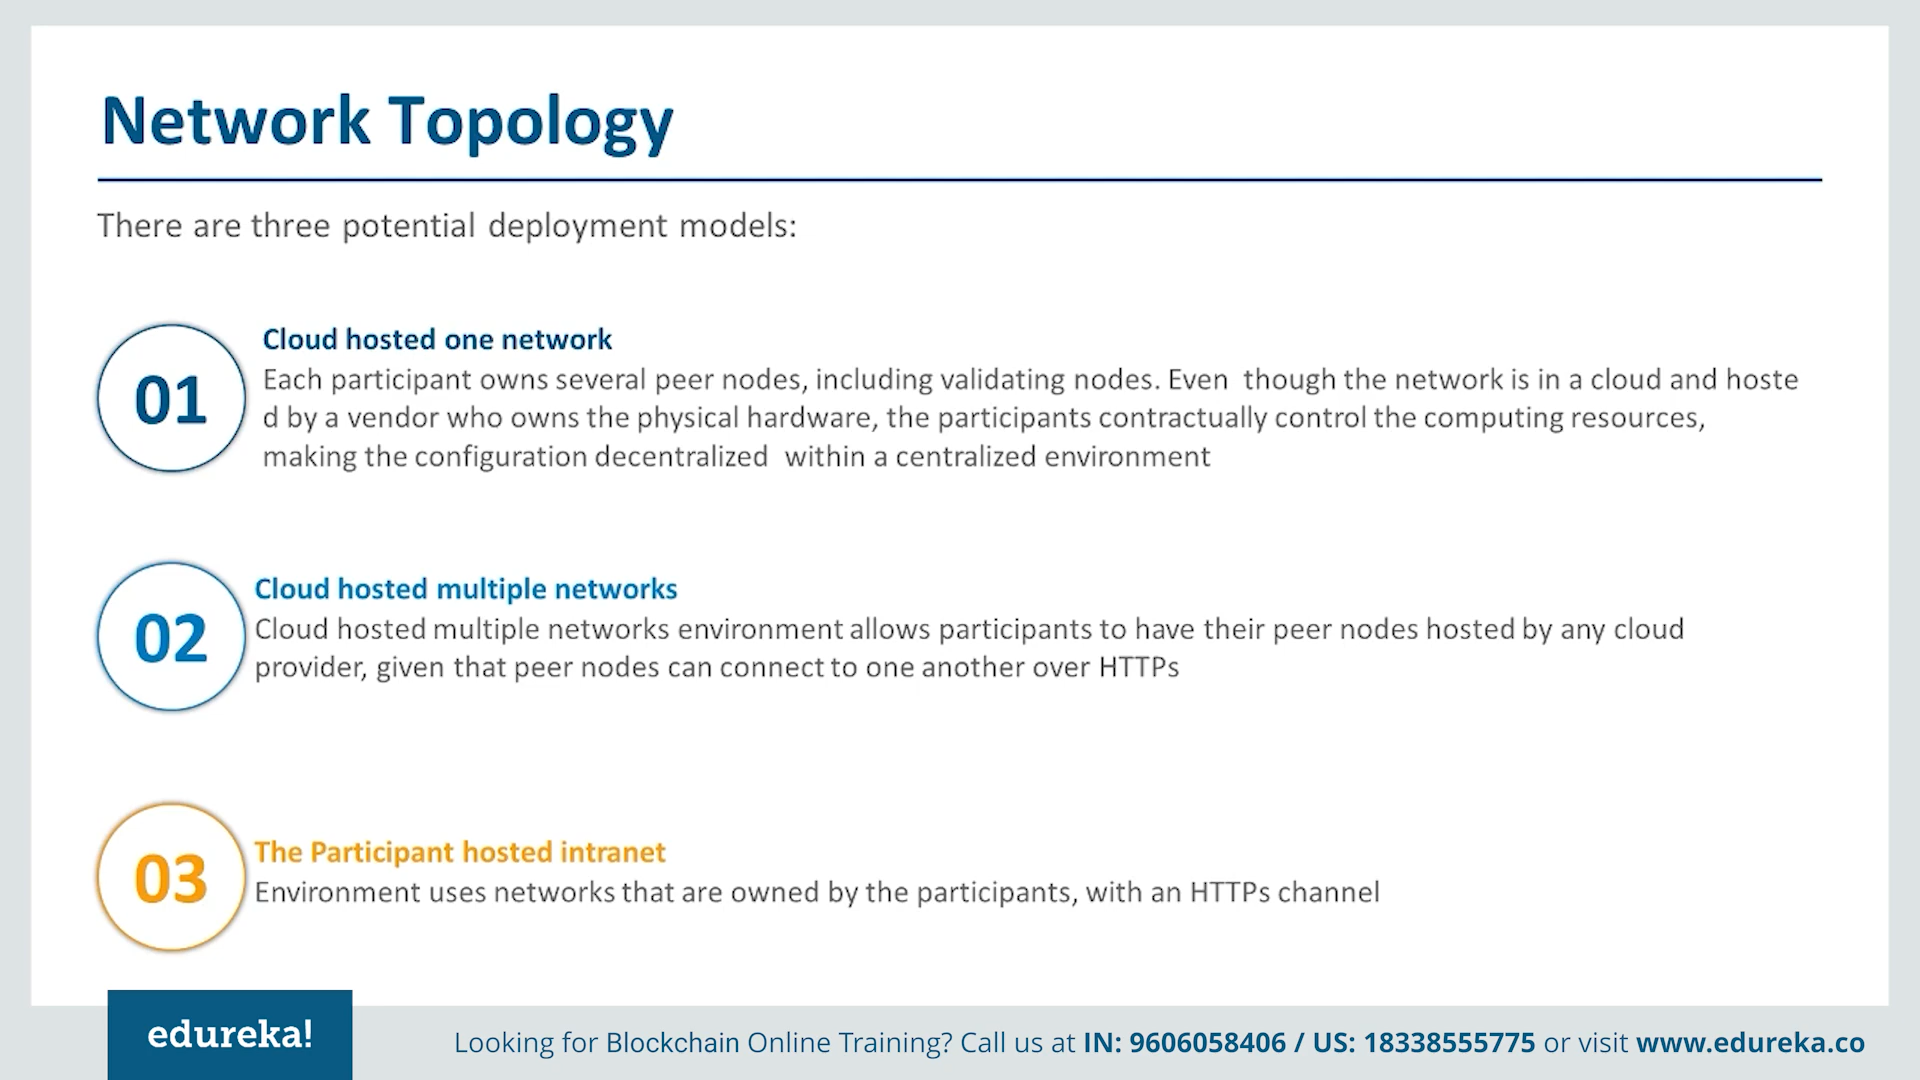 Network Topology
There are three potential deployment models:
01
Cloud hosted one network
Each participant owns several peer nodes, including validating nodes. Even though the network is in a cloud and hoste
d by a vendor who owns the physical hardware, the participants contractually control the computing resources,
making the configuration decentralized within a centralized environment
02
Cloud hosted multiple networks
Cloud hosted multiple networks environment allows participants to have their peer nodes hosted by any cloud
provider, given that peer nodes can connect to one another over HTTPs
03
The Participant hosted intranet
Environment uses networks that are owned by the participants, with an HTTPs channel
edureka!
Looking for Blockchain Online Training? Call us at IN: 9606058406 / US: 18338555775 or visit www.edureka.co